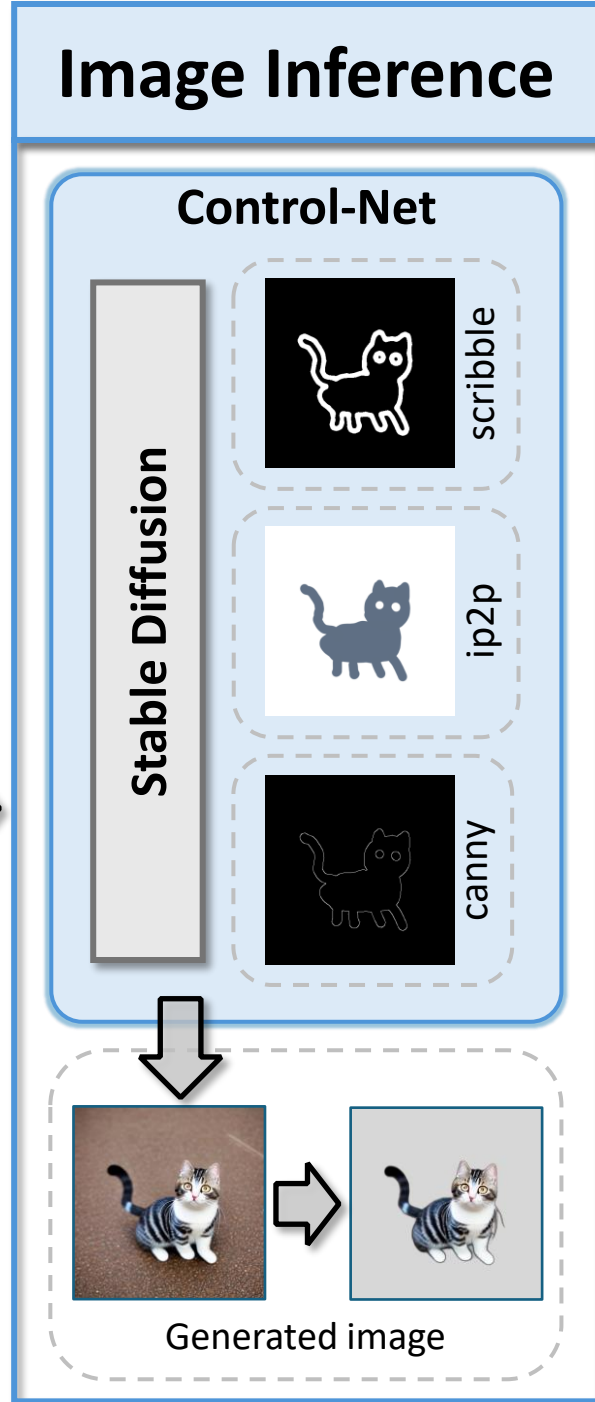 Image Inference
Control-Net
Stable Diffusion
scribble
ip2p
canny
Generated image